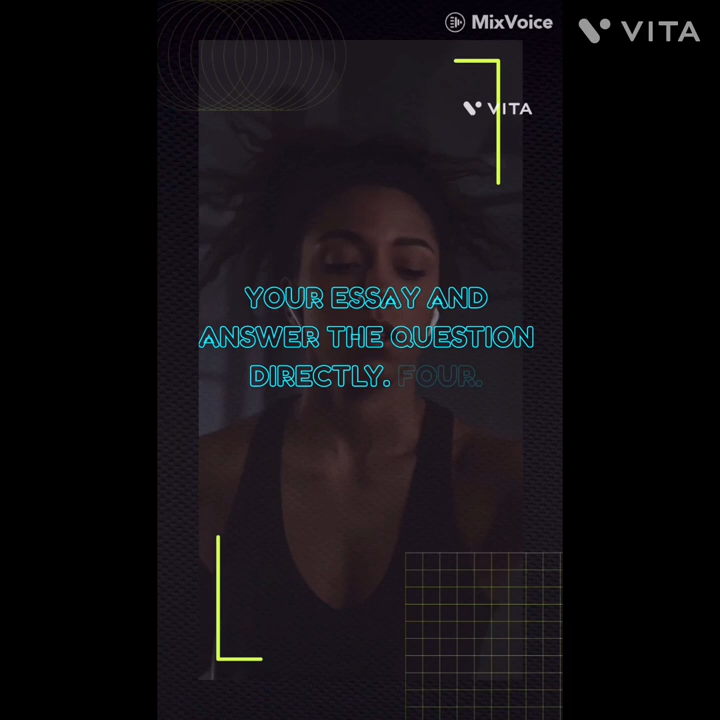 MixVoice
VITA
VITA
YOUR ESSAY AND
ANSWER THE QUESTION
DIRECTLY. FOUR.